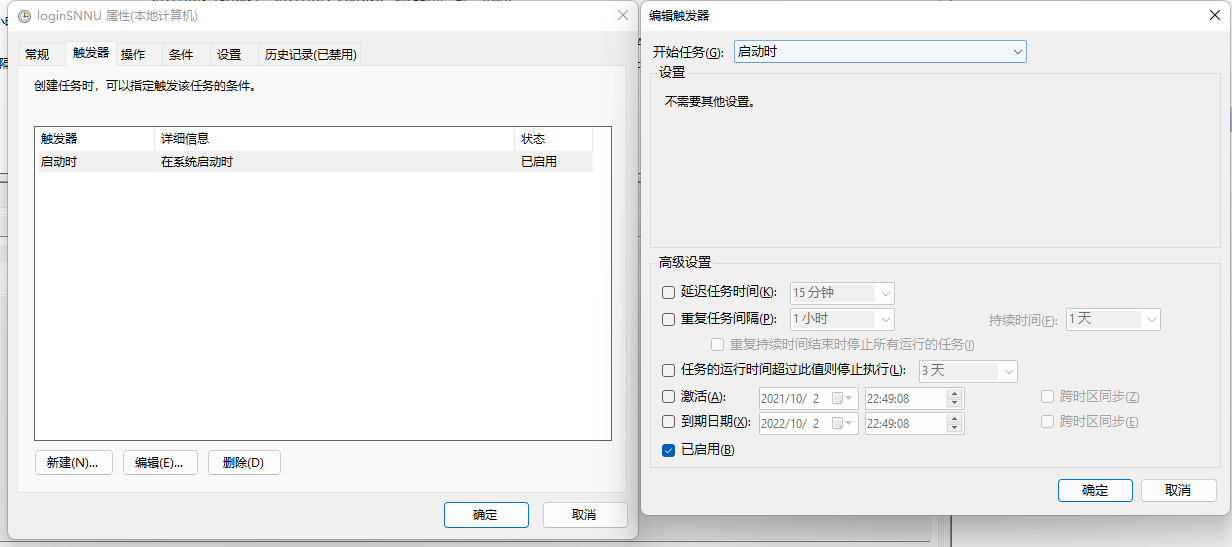 loginSNNU 属性(本地计算机)
常规 触发器 操作 条件 设置 历史记录(已禁用)
创建任务时，可以指定触发该任务的条件。
触发器 详细信息 状态
启动时 在系统启动时 已启用
新建(N)... 编辑(E)... 删除(D)
确定 取消
编辑触发器
开始任务(G): 启动时
设置
不需要其他设置。
高级设置
延迟任务时间(K): 15 分钟
重复任务间隔(P): 1 小时 持续时间(F): 1 天
重复持续时间结束时停止所有运行的任务(I)
任务的运行时间超过此值则停止执行(L): 3 天
激活(A): 2021/10/ 2 22:49:08 跨时区同步(Z)
到期日期(X): 2022/10/ 2 22:49:08 跨时区同步(E)
已启用(B)
确定 取消